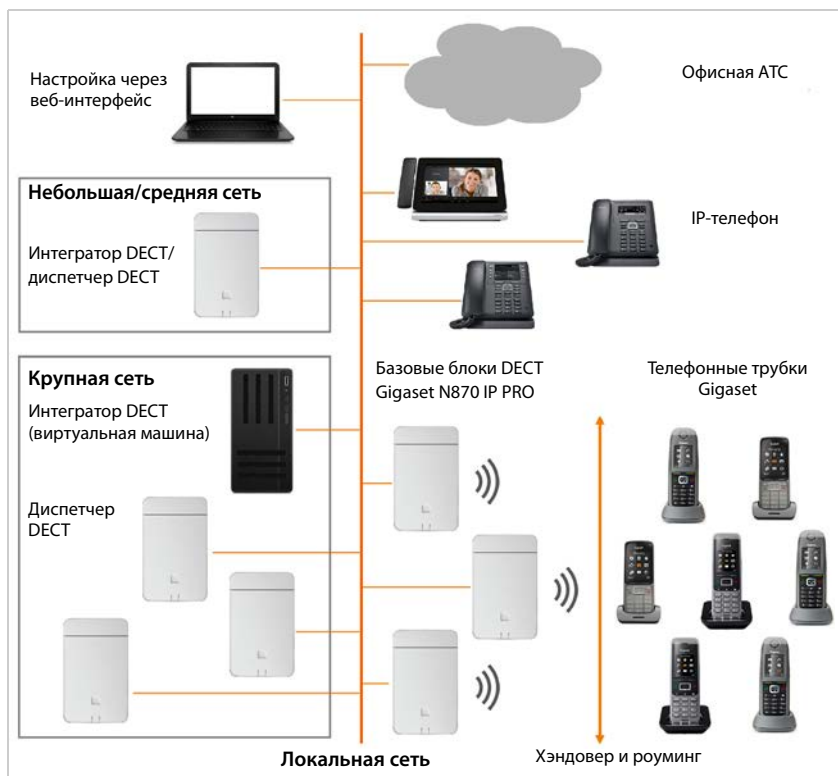 Настройка через
веб-интерфейс
Офисная АТС
Небольшая/средняя сеть
Интегратор DECT/
диспетчер DECT
IP-телефон
Крупная сеть
Интегратор DECT
(виртуальная машина)
Диспетчер
DECT
Базовые блоки DECT
Gigaset N870 IP PRO
Телефонные трубки
Gigaset
Локальная сеть
Хэндовер и роуминг